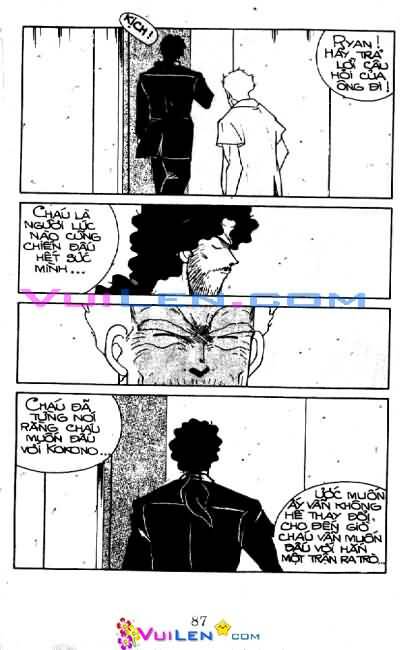 KỊCH!
RYAN!
HÃY TRẢ
LỜI CÂU
HỎI CỦA
ÔNG ĐI!
CHÁU LÀ
NGƯỜI LÚC
NÀO CŨNG
CHIẾN ĐẤU
HẾT SỨC
MÌNH...
VUILEN.COM
CHÁU ĐÃ
TỪNG NÓI
RẰNG CHÁU
MUỐN ĐẤU
VỚI KOKONO...
ƯỚC MUỐN
ẤY VẪN KHÔNG
HỀ THAY ĐỔI
CHO ĐẾN GIỜ
CHÁU VẪN MUỐN
ĐẤU VỚI HẮN
MỘT TRẬN RA TRÒ...
87
VUILEN.COM